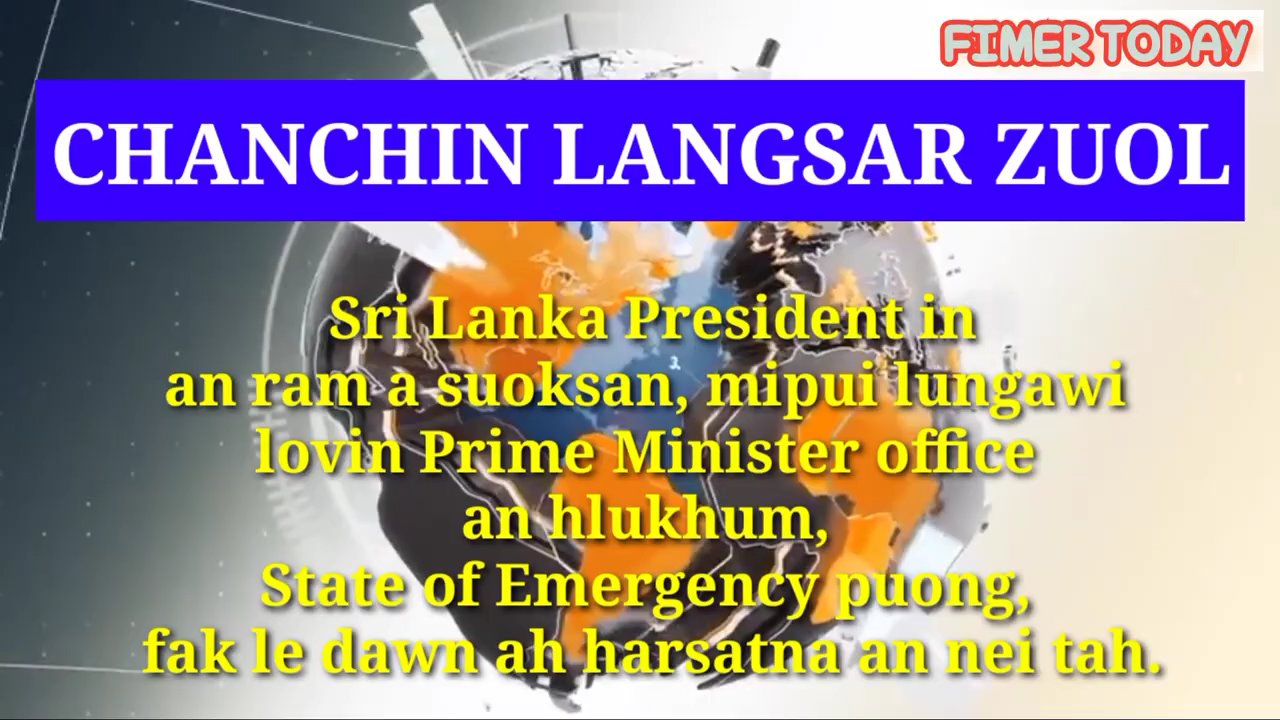 FIMER TODAY
CHANCHIN LANGSAR ZUOL
Sri Lanka President in
an ram a suoksan, mipui lungawi
lovin Prime Minister office
an hlukhum,
State of Emergency puong,
fak le dawn ah harsatna an nei tah.